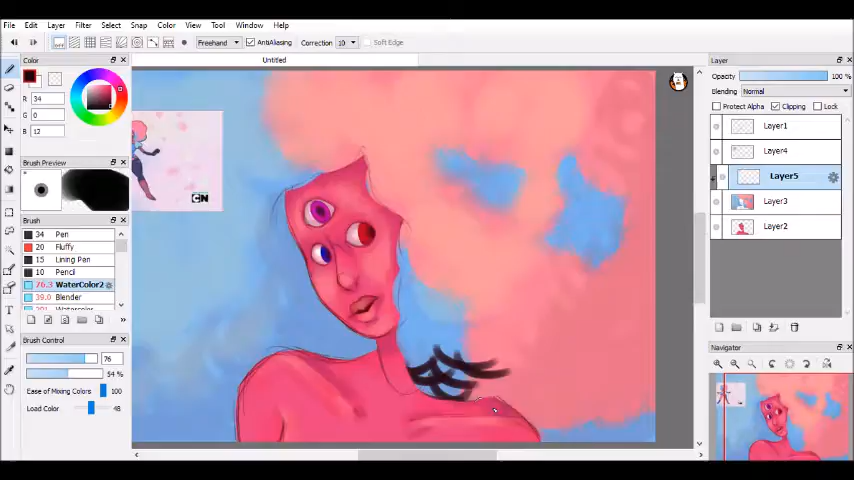 File Edit Layer Filter Select Snap Color View Tool Window Help
Freehand AntiAliasing Correction 10 Soft Edge
Color
R 34
G 0
B 12
Brush Preview
Brush
34 Pen
20 Fluffy
15 Lining Pen
10 Pencil
76.3 WaterColor2
39.0 Blender
Brush Control
76
54 %
Ease of Mixing Colors 100
Load Color 48
Untitled
CN
Layer
Opacity 100 %
Blending Normal
Protect Alpha Clipping Lock
Layer1
Layer4
Layer5
Layer3
Layer2
Navigator